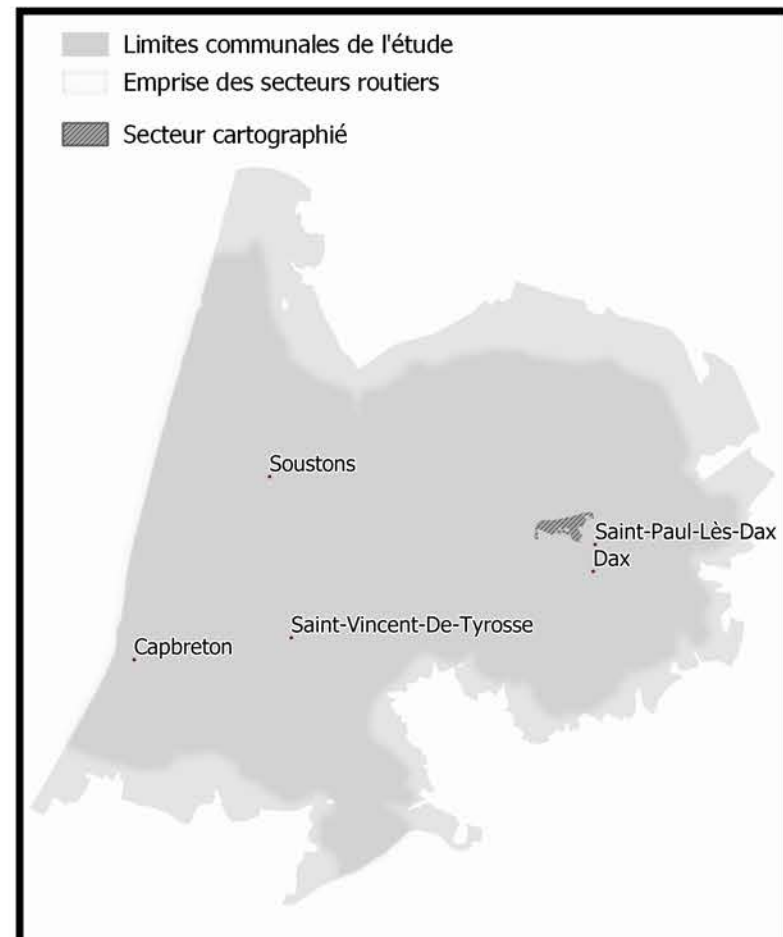 Limites communales de l'étude
Emprise des secteurs routiers
Secteur cartographié
Soustons
Saint-Paul-Lès-Dax
Dax
Saint-Vincent-De-Tyrosse
Capbreton